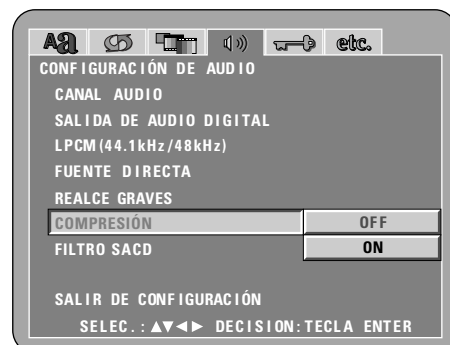 Aa etc.
CONFIGURACIÓN DE AUDIO
CANAL AUDIO
SALIDA DE AUDIO DIGITAL
LPCM (44.1kHz/48kHz)
FUENTE DIRECTA
REALCE GRAVES
COMPRESIÓN OFF
FILTRO SACD ON
SALIR DE CONFIGURACIÓN
SELEC.:▲▼◄► DECISION:TECLA ENTER